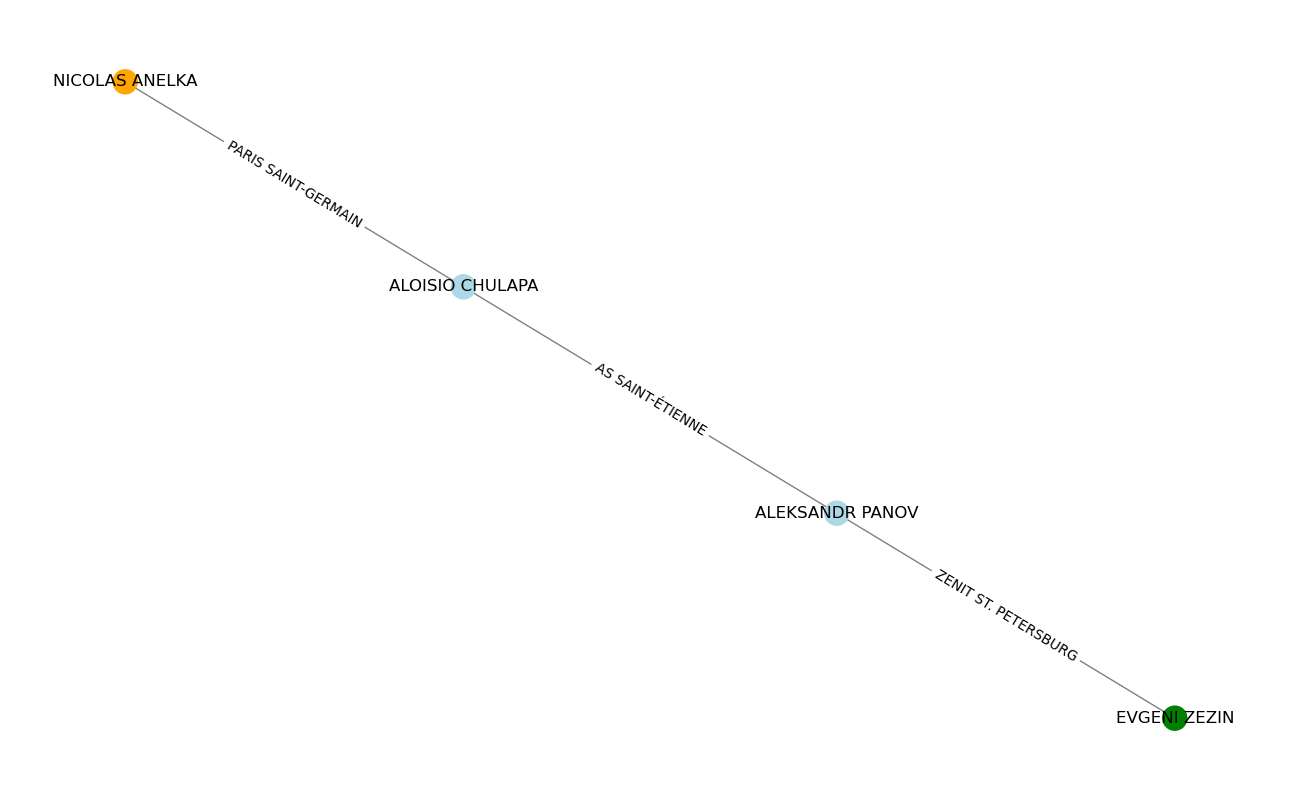 NICOLAS ANELKA
PARIS SAINT-GERMAIN
ALOISIO CHULAPA
AS SAINT-ÉTIENNE
ALEKSANDR PANOV
ZENIT ST. PETERSBURG
EVGENI ZEZIN